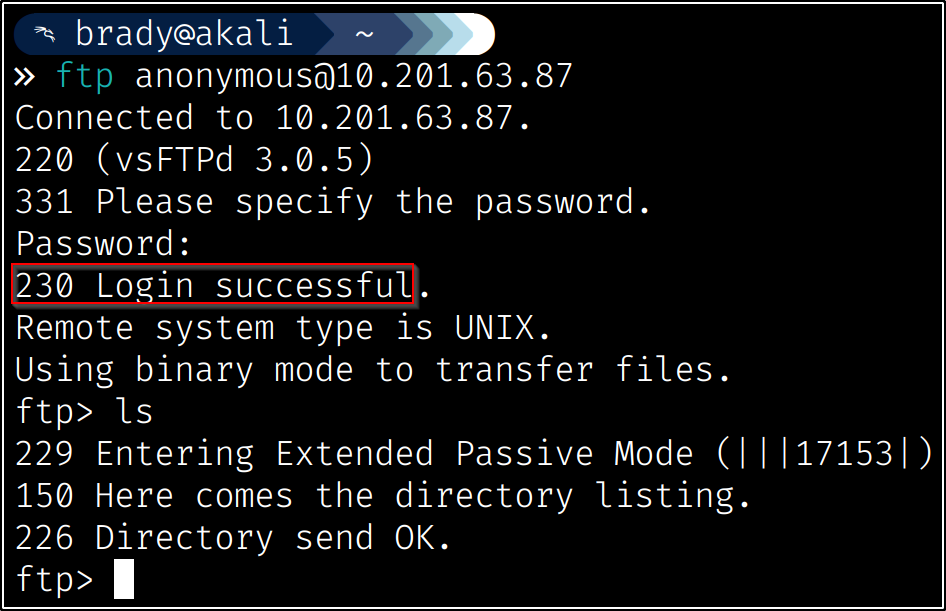 brady@akali ~
» ftp anonymous@10.201.63.87
Connected to 10.201.63.87.
220 (vsFTPd 3.0.5)
331 Please specify the password.
Password:
230 Login successful.
Remote system type is UNIX.
Using binary mode to transfer files.
ftp> ls
229 Entering Extended Passive Mode (|||17153|)
150 Here comes the directory listing.
226 Directory send OK.
ftp>